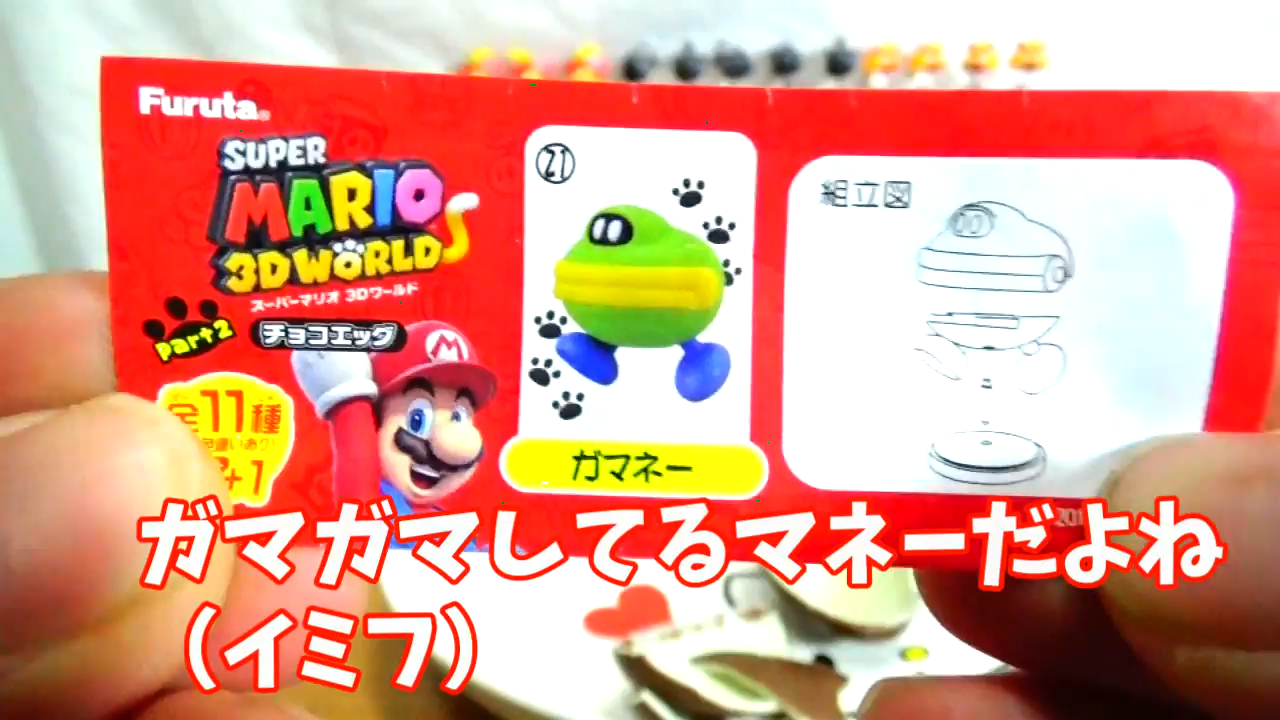 Furuta
SUPER
MARIO
3D WORLD
スーパーマリオ 3Dワールド
Part2
チョコエッグ
全11種
+1
21
ガマネー
組立図
ガマガマしてるマネーだよね
(イミフ)